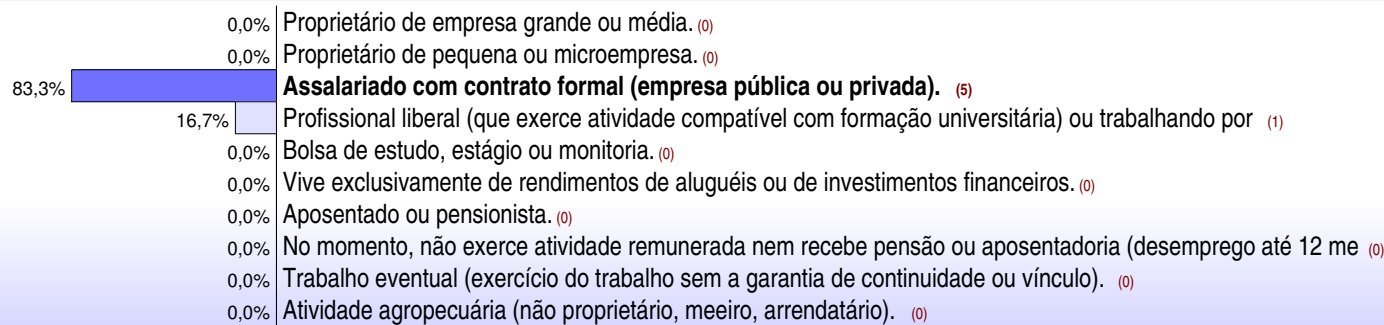 0,0% Proprietário de empresa grande ou média. (0)
0,0% Proprietário de pequena ou microempresa. (0)
83,3% Assalariado com contrato formal (empresa pública ou privada). (5)
16,7% Profissional liberal (que exerce atividade compatível com formação universitária) ou trabalhando por (1)
0,0% Bolsa de estudo, estágio ou monitoria. (0)
0,0% Vive exclusivamente de rendimentos de aluguéis ou de investimentos financeiros. (0)
0,0% Aposentado ou pensionista. (0)
0,0% No momento, não exerce atividade remunerada nem recebe pensão ou aposentadoria (desemprego até 12 me (0)
0,0% Trabalho eventual (exercício do trabalho sem a garantia de continuidade ou vínculo). (0)
0,0% Atividade agropecuária (não proprietário, meeiro, arrendatário). (0)